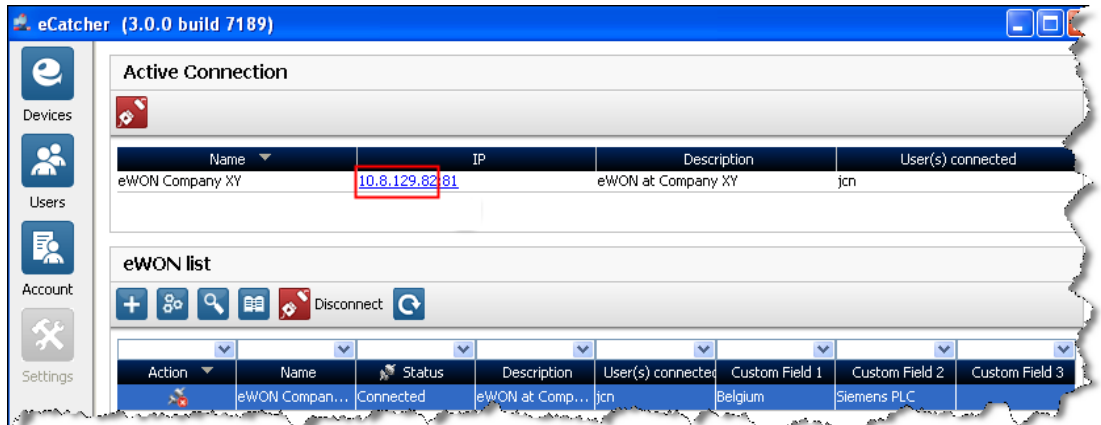 eCatcher (3.0.0 build 7189)
Devices
Users
Account
Settings
Active Connection
Name IP Description User(s) connected
eWON Company XY 10.8.129.82:81 eWON at Company XY jcn
eWON list
Disconnect
Action Name Status Description User(s) connected Custom Field 1 Custom Field 2 Custom Field 3
eWON Compan... Connected eWON at Comp... jcn Belgium Siemens PLC